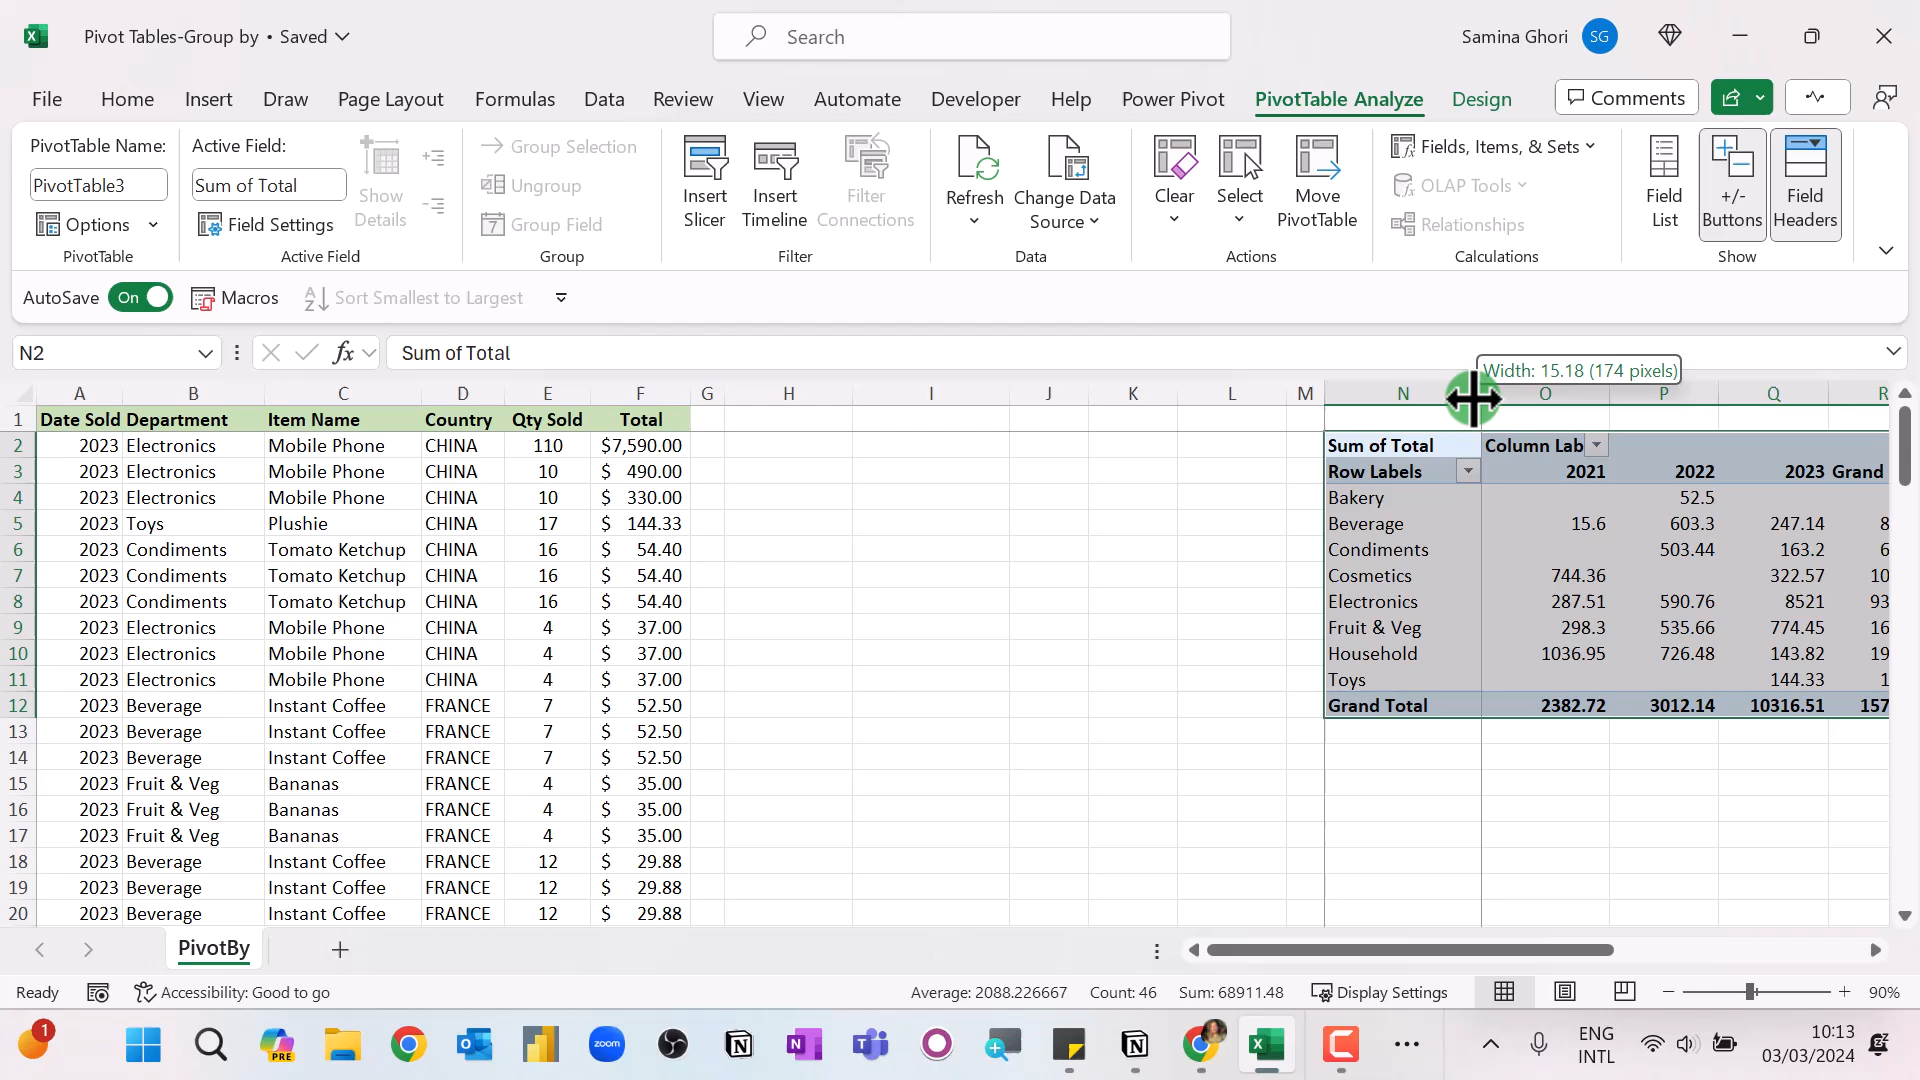 Pivot Tables-Group by • Saved
Search
Samina Ghori
SG
File Home Insert Draw Page Layout Formulas Data Review View Automate Developer Help Power Pivot PivotTable Analyze Design
Comments
PivotTable Name:
PivotTable3
Options
PivotTable
Active Field:
Sum of Total
Field Settings
Show Details
Active Field
Group Selection
Ungroup
7 Group Field
Group
Insert Slicer
Insert Timeline
Filter Connections
Filter
Refresh
Change Data Source
Data
Clear
Select
Move PivotTable
Actions
Fields, Items, & Sets
OLAP Tools
Relationships
Calculations
Field List
+/- Buttons
Field Headers
Show
AutoSave On Macros Sort Smallest to Largest
N2 fx Sum of Total
Width: 15.18 (174 pixels)
A B C D E F G H I J K L M N O P Q R
1 Date Sold Department Item Name Country Qty Sold Total
2 2023 Electronics Mobile Phone CHINA 110 $7,590.00 Sum of Total Column Lab
3 2023 Electronics Mobile Phone CHINA 10 $ 490.00 Row Labels 2021 2022 2023 Grand
4 2023 Electronics Mobile Phone CHINA 10 $ 330.00 Bakery 52.5
5 2023 Toys Plushie CHINA 17 $ 144.33 Beverage 15.6 603.3 247.14 8
6 2023 Condiments Tomato Ketchup CHINA 16 $ 54.40 Condiments 503.44 163.2 6
7 2023 Condiments Tomato Ketchup CHINA 16 $ 54.40 Cosmetics 744.36 322.57 10
8 2023 Condiments Tomato Ketchup CHINA 16 $ 54.40 Electronics 287.51 590.76 8521 93
9 2023 Electronics Mobile Phone CHINA 4 $ 37.00 Fruit & Veg 298.3 535.66 774.45 16
10 2023 Electronics Mobile Phone CHINA 4 $ 37.00 Household 1036.95 726.48 143.82 19
11 2023 Electronics Mobile Phone CHINA 4 $ 37.00 Toys 144.33 1
12 2023 Beverage Instant Coffee FRANCE 7 $ 52.50 Grand Total 2382.72 3012.14 10316.51 157
13 2023 Beverage Instant Coffee FRANCE 7 $ 52.50
14 2023 Beverage Instant Coffee FRANCE 7 $ 52.50
15 2023 Fruit & Veg Bananas FRANCE 4 $ 35.00
16 2023 Fruit & Veg Bananas FRANCE 4 $ 35.00
17 2023 Fruit & Veg Bananas FRANCE 4 $ 35.00
18 2023 Beverage Instant Coffee FRANCE 12 $ 29.88
19 2023 Beverage Instant Coffee FRANCE 12 $ 29.88
20 2023 Beverage Instant Coffee FRANCE 12 $ 29.88
PivotBy
Ready Accessibility: Good to go Average: 2088.226667 Count: 46 Sum: 68911.48 Display Settings 90%
1 PRE zoom ENG INTL 10:13 03/03/2024